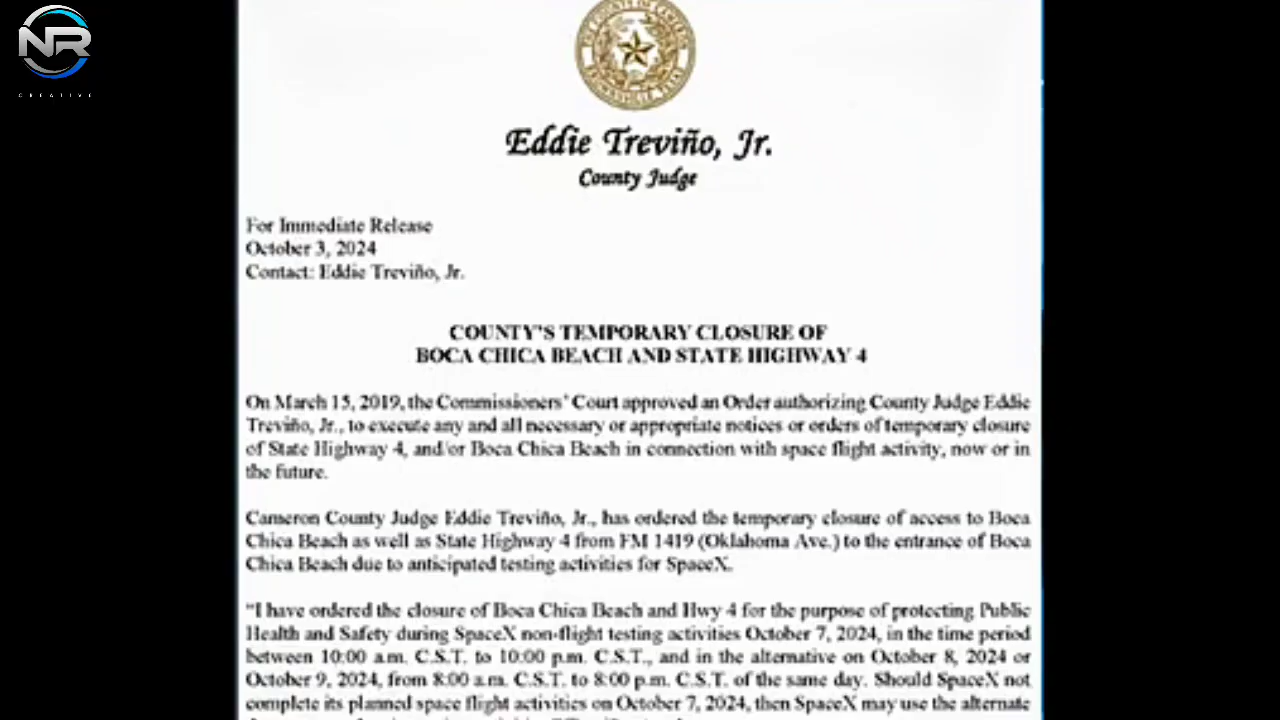 NR
CREATIVE
Eddie Treviño, Jr.
County Judge
For Immediate Release
October 3, 2024
Contact: Eddie Treviño, Jr.
COUNTY'S TEMPORARY CLOSURE OF
BOCA CHICA BEACH AND STATE HIGHWAY 4
On March 15, 2019, the Commissioners' Court approved an Order authorizing County Judge Eddie
Treviño, Jr., to execute any and all necessary or appropriate notices or orders of temporary closure
of State Highway 4, and/or Boca Chica Beach in connection with space flight activity, now or in
the future.
Cameron County Judge Eddie Treviño, Jr., has ordered the temporary closure of access to Boca
Chica Beach as well as State Highway 4 from FM 1419 (Oklahoma Ave.) to the entrance of Boca
Chica Beach due to anticipated testing activities for SpaceX.
"I have ordered the closure of Boca Chica Beach and Hwy 4 for the purpose of protecting Public
Health and Safety during SpaceX non-flight testing activities October 7, 2024, in the time period
between 10:00 a.m. C.S.T. to 10:00 p.m. C.S.T., and in the alternative on October 8, 2024 or
October 9, 2024, from 8:00 a.m. C.S.T. to 8:00 p.m. C.S.T. of the same day. Should SpaceX not
complete its planned space flight activities on October 7, 2024, then SpaceX may use the alternate